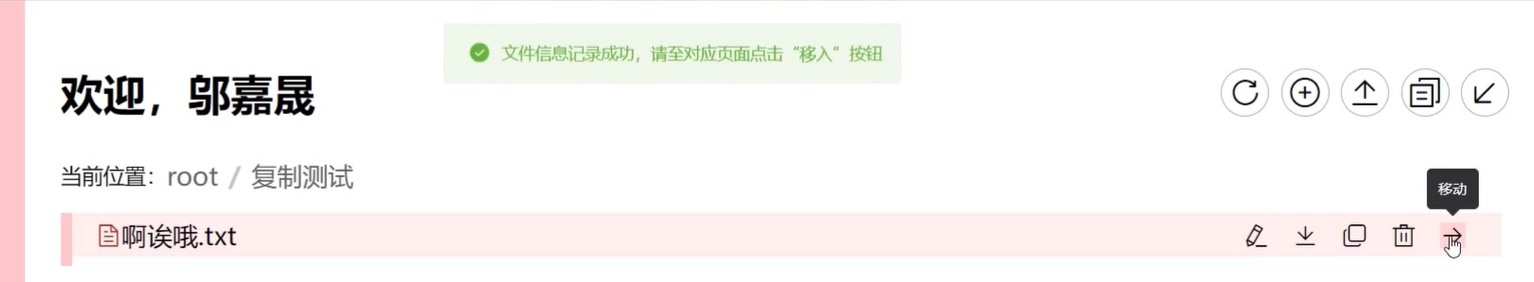 文件信息记录成功，请至对应页面点击“移入”按钮
欢迎，邬嘉晟
当前位置：root / 复制测试
移动
啊诶哦.txt